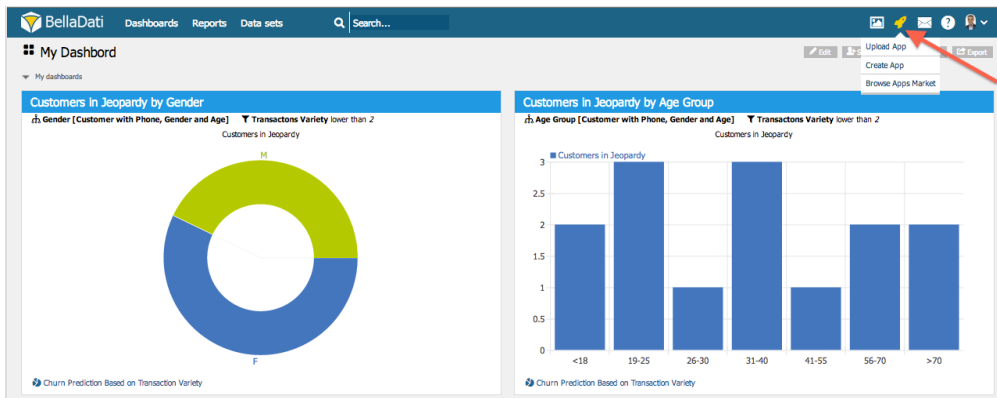 BellaDati Dashboards Reports Data sets Search... ?
My Dashbord
Edit Export
Upload App
Create App
Browse Apps Market
My dashboards
Customers in Jeopardy by Gender
Gender [Customer with Phone, Gender and Age] Transactons Variety lower than 2
Customers in Jeopardy
M
F
Churn Prediction Based on Transaction Variety
Customers in Jeopardy by Age Group
Age Group [Customer with Phone, Gender and Age] Transactons Variety lower than 2
Customers in Jeopardy
Customers in Jeopardy
3
2.5
2
1.5
1
0.5
0
<18 19-25 26-30 31-40 41-55 56-70 >70
Churn Prediction Based on Transaction Variety